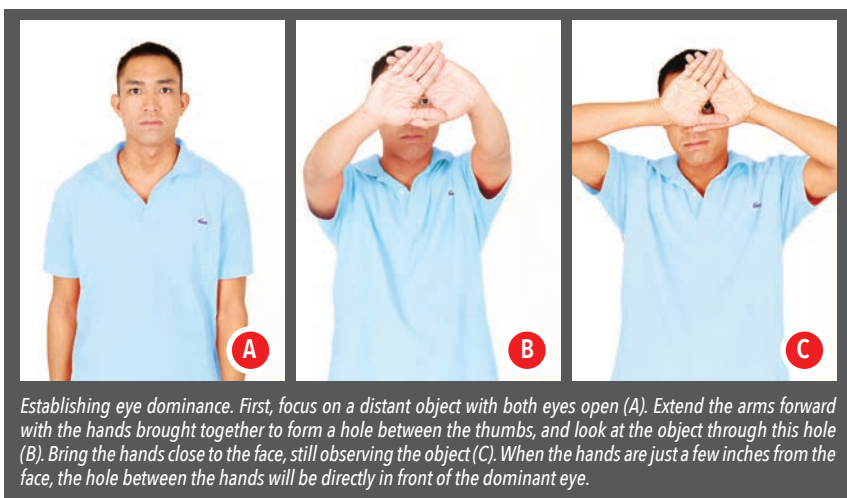 A
B
C
Establishing eye dominance. First, focus on a distant object with both eyes open (A). Extend the arms forward
with the hands brought together to form a hole between the thumbs, and look at the object through this hole
(B). Bring the hands close to the face, still observing the object (C). When the hands are just a few inches from the
face, the hole between the hands will be directly in front of the dominant eye.